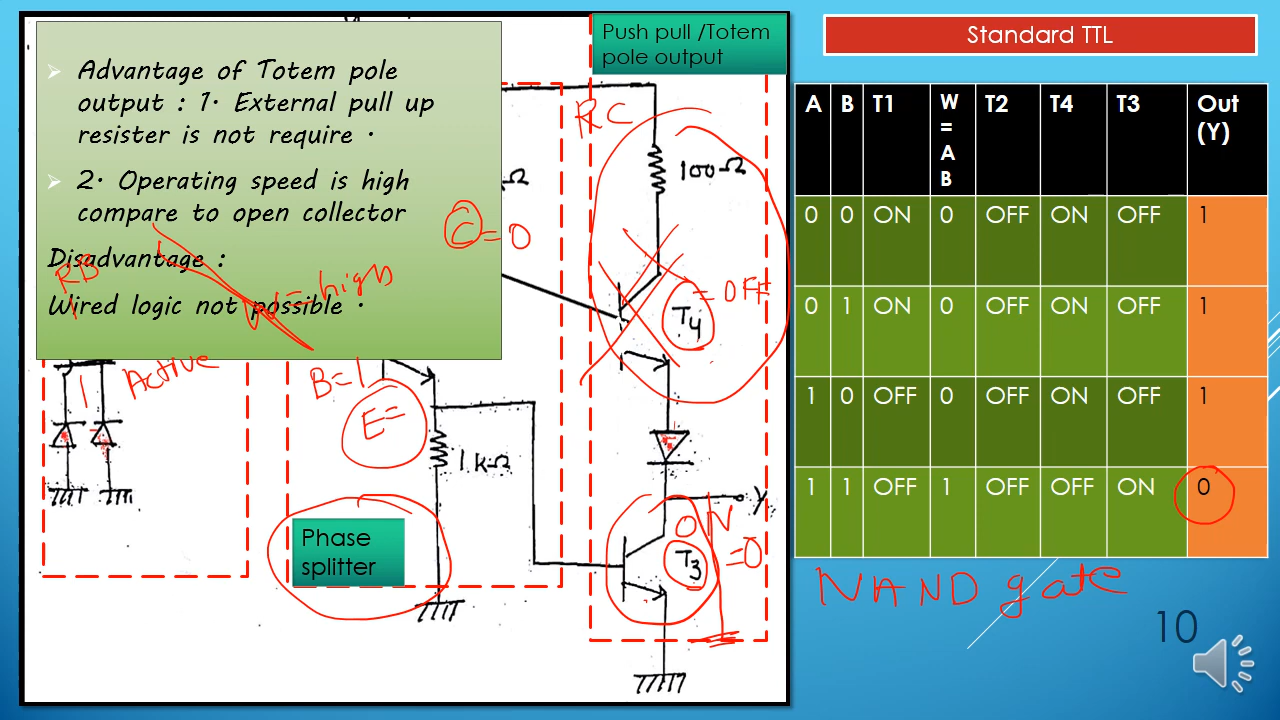 Standard TTL
Push pull /Totem
pole output
Advantage of Totem pole
output : 1. External pull up
resister is not require .
2. Operating speed is high
compare to open collector
Disadvantage :
Wired logic not possible .
RB
W = high
C = 0
RC
100Ω
Ω
T4
= OFF
Active
B=1
E=
1kΩ
Phase
splitter
Y
ON
T3
=0
A B T1 W = A B T2 T4 T3 Out (Y)
0 0 ON 0 OFF ON OFF 1
0 1 ON 0 OFF ON OFF 1
1 0 OFF 0 OFF ON OFF 1
1 1 OFF 1 OFF OFF ON 0
NAND gate
10